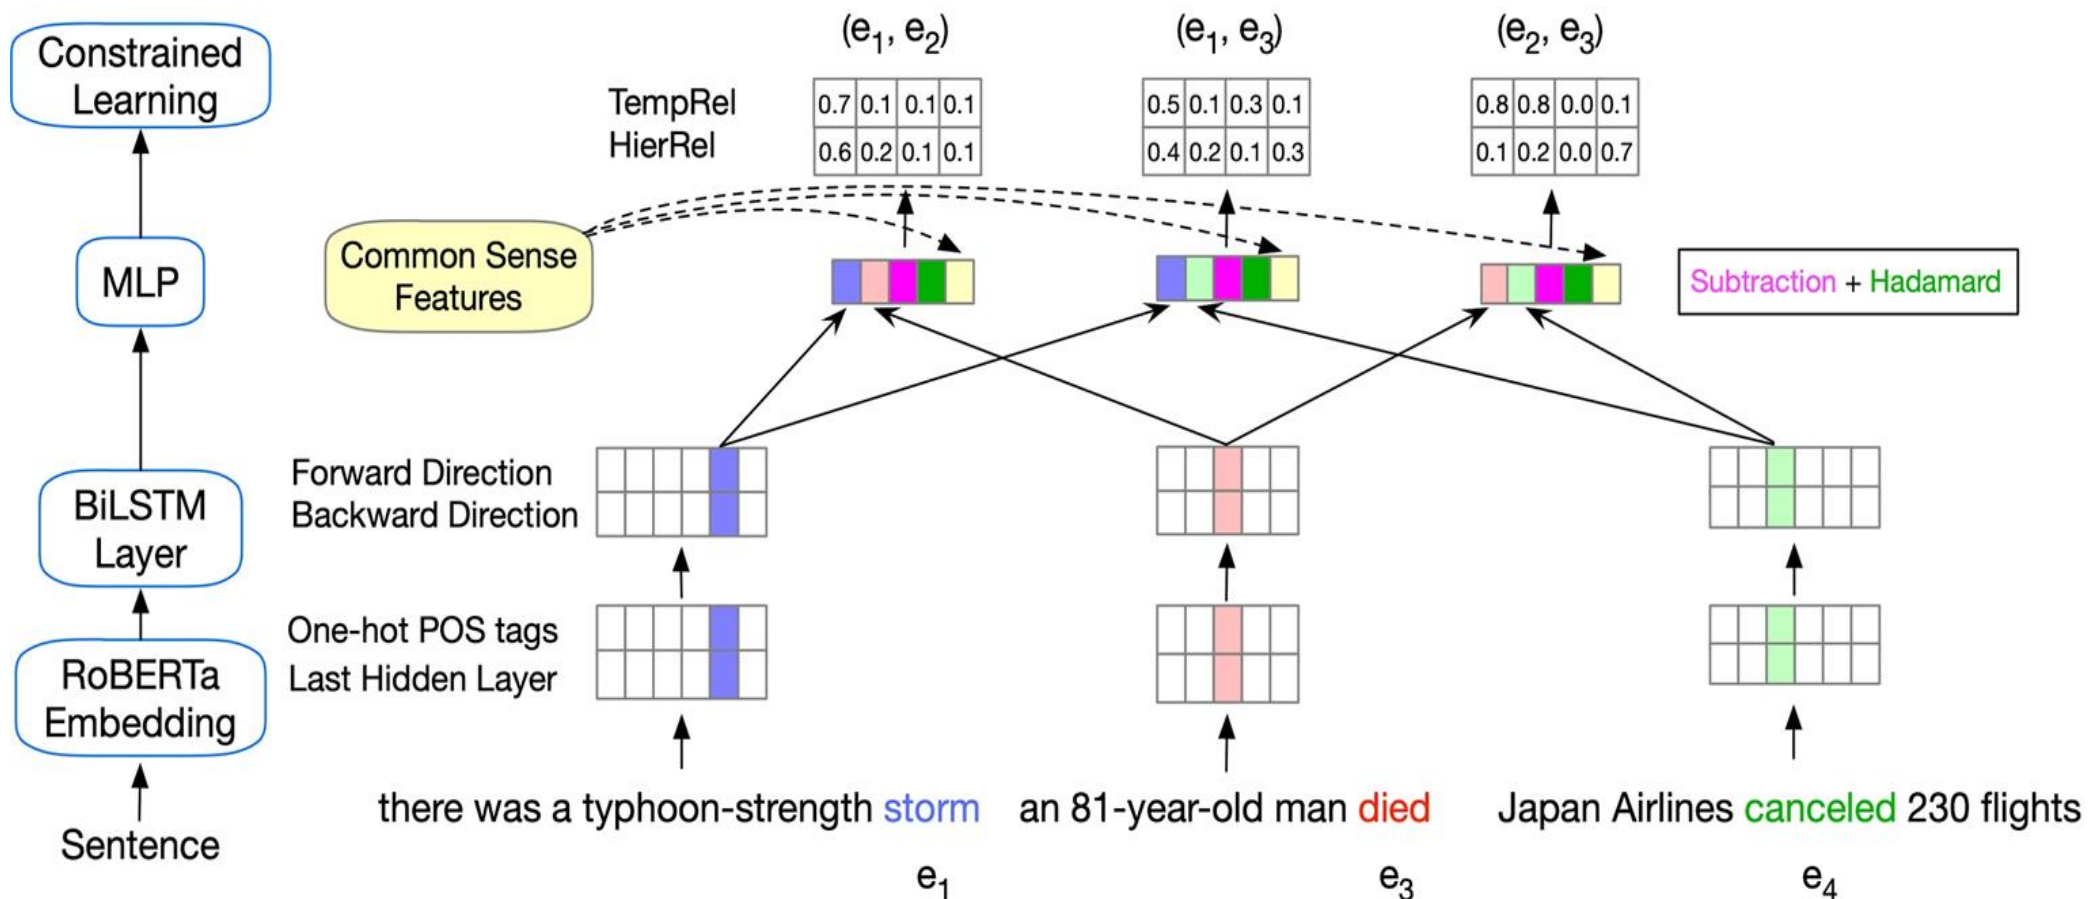 Constrained
Learning
MLP
BiLSTM
Layer
RoBERTa
Embedding
Sentence
(e1, e2) (e1, e3) (e2, e3)
TempRel
HierRel
0.7 0.1 0.1 0.1
0.6 0.2 0.1 0.1
0.5 0.1 0.3 0.1
0.4 0.2 0.1 0.3
0.8 0.8 0.0 0.1
0.1 0.2 0.0 0.7
Common Sense
Features
Subtraction + Hadamard
Forward Direction
Backward Direction
One-hot POS tags
Last Hidden Layer
there was a typhoon-strength storm
an 81-year-old man died
Japan Airlines canceled 230 flights
e1 e3 e4